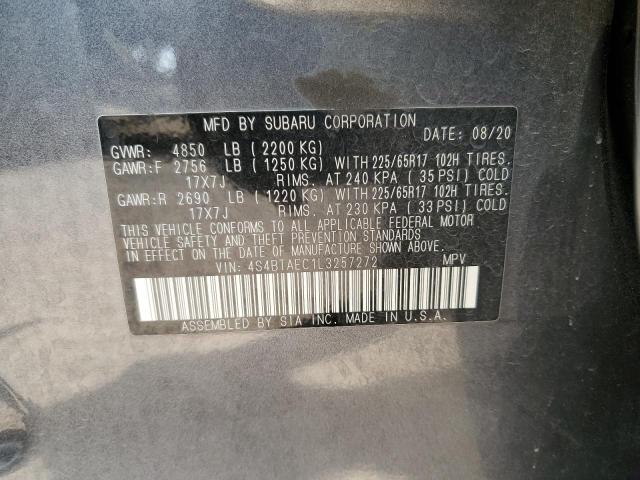 MFD BY SUBARU CORPORATION
DATE: 08/20
GVWR: 4850 LB (2200 KG)
GAWR:F 2756 LB (1250 KG) WITH 225/65R17 102H TIRES.
17X7J RIMS. AT 240 KPA (35 PSI) COLD
GAWR:R 2690 LB (1220 KG) WITH 225/65R17 102H TIRES.
17X7J RIMS. AT 230 KPA (33 PSI) COLD
THIS VEHICLE CONFORMS TO ALL APPLICABLE FEDERAL MOTOR
VEHICLE SAFETY, BUMPER, AND THEFT PREVENTION STANDARDS
IN EFFECT ON THE DATE OF MANUFACTURE SHOWN ABOVE.
VIN: 4S4BTAEC1L3257272 MPV
ASSEMBLED BY SIA INC. MADE IN U.S.A.